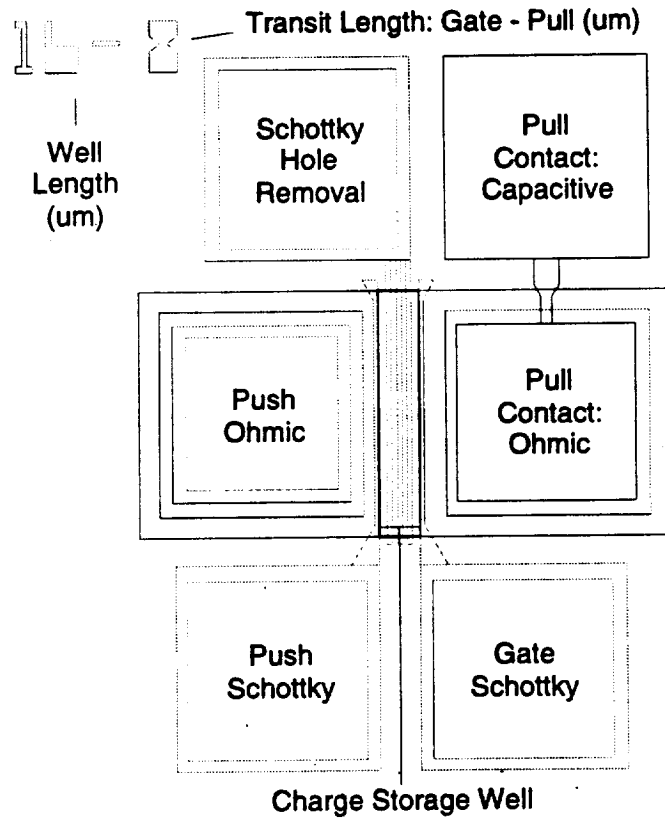 Transit Length: Gate - Pull (um)
Well
Length
(um)
Schottky
Hole
Removal
Pull
Contact:
Capacitive
Push
Ohmic
Pull
Contact:
Ohmic
Push
Schottky
Gate
Schottky
Charge Storage Well